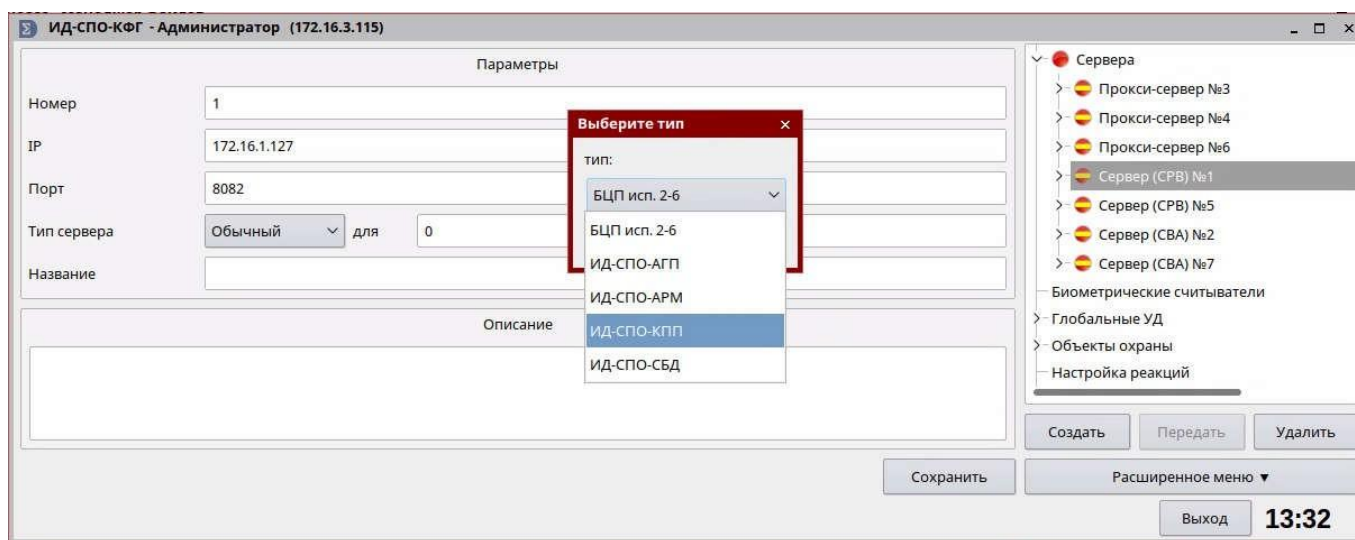 ИД-СПО-КФГ - Администратор (172.16.3.115)
Параметры
Номер
1
IP
172.16.1.127
Порт
8082
Тип сервера
Обычный
для
0
Название
Описание
Сохранить
Выберите тип
тип:
БЦП исп. 2-6
БЦП исп. 2-6
ИД-СПО-АГП
ИД-СПО-АРМ
ИД-СПО-КПП
ИД-СПО-СБД
Сервера
Прокси-сервер №3
Прокси-сервер №4
Прокси-сервер №6
Сервер (СРВ) №1
Сервер (СРВ) №5
Сервер (СВА) №2
Сервер (СВА) №7
Биометрические считыватели
Глобальные УД
Объекты охраны
Настройка реакций
Создать
Передать
Удалить
Расширенное меню ▼
Выход
13:32